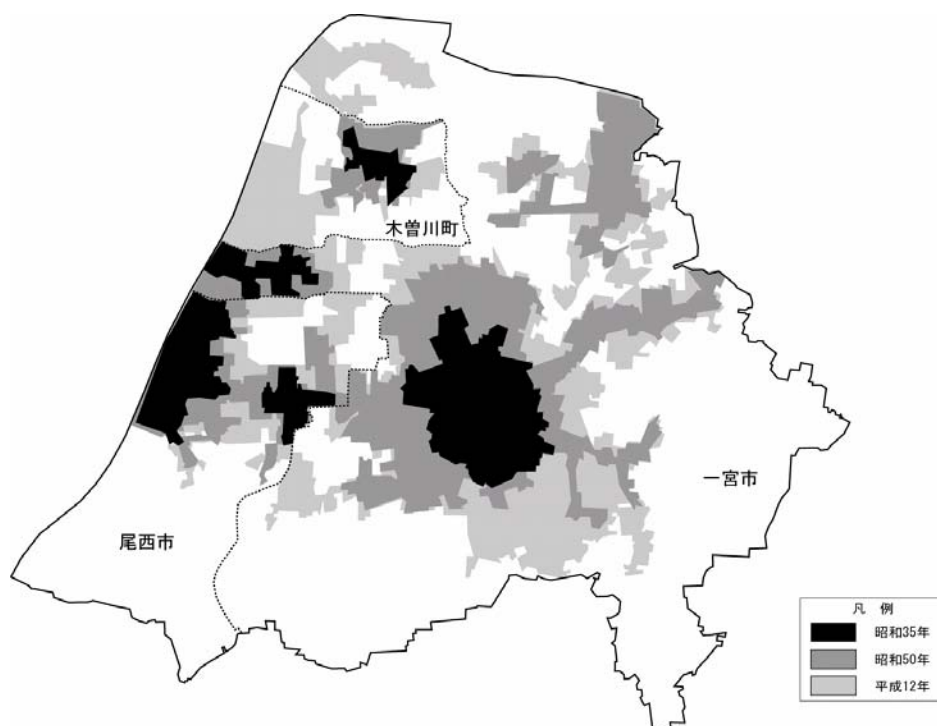 木曽川町
一宮市
尾西市
凡 例
昭和35年
昭和50年
平成12年